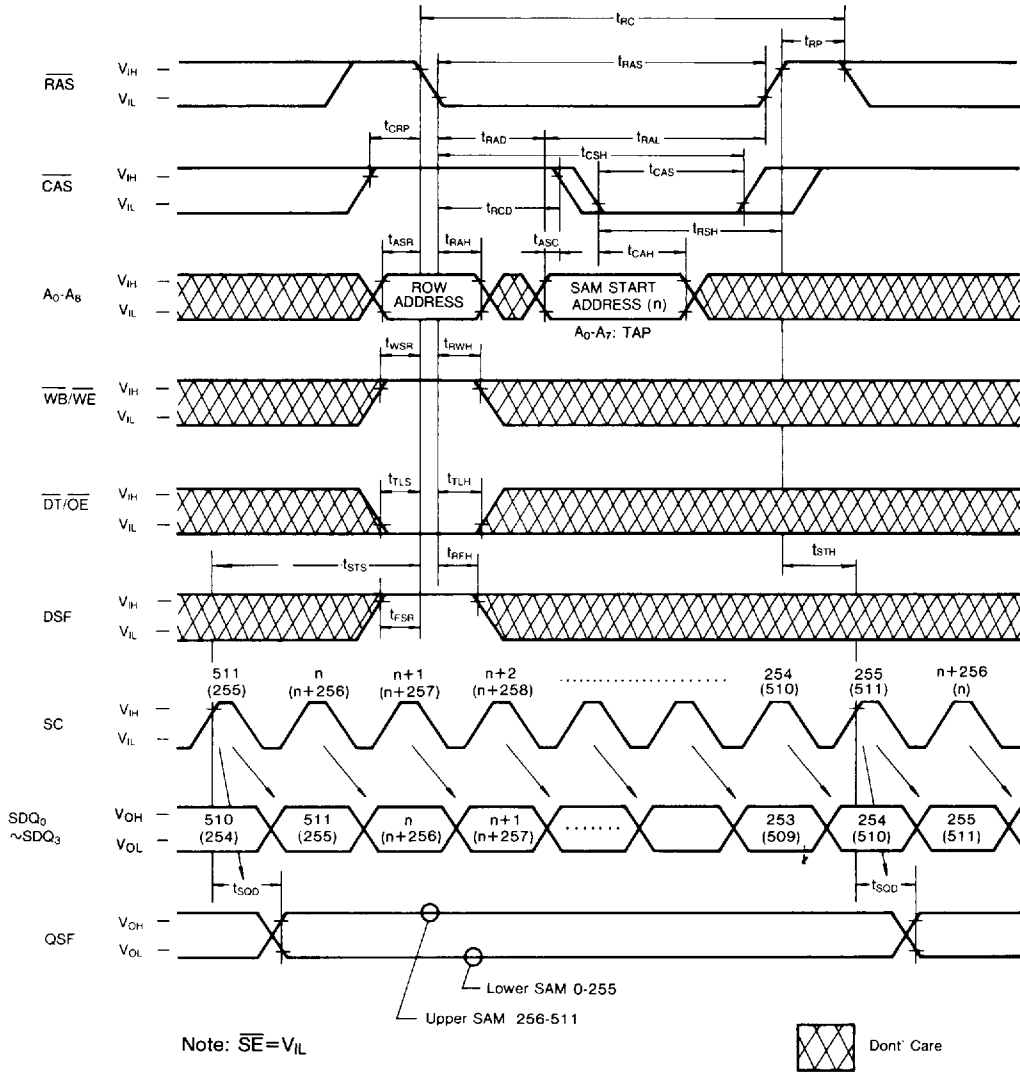 tRC
tRP
RAS VIH tRAS
VIL
tCRP tRAD tRAL
tCSH
CAS VIH tCAS
VIL
tRCD
tRSH
tASR tRAH tASC tCAH
A0-A8 VIH ROW ADDRESS SAM START ADDRESS (n)
VIL
A0-A7: TAP
tWSR tRWH
WB/WE VIH
VIL
tTLS tTLH
DT/OE VIH
VIL
tSTS tRFH tSTH
DSF VIH
VIL tFSR
511 n n+1 n+2 ........ 254 255 n+256
(255) (n+256) (n+257) (n+258) (510) (511) (n)
SC VIH
VIL
SDQ0 VOH 510 511 n n+1 ...... 253 254 255
~SDQ3 VOL (254) (255) (n+256) (n+257) (509) (510) (511)
tSQD tSQD
QSF VOH
VOL
Lower SAM 0-255
Upper SAM 256-511
Note: SE=VIL
Dont' Care